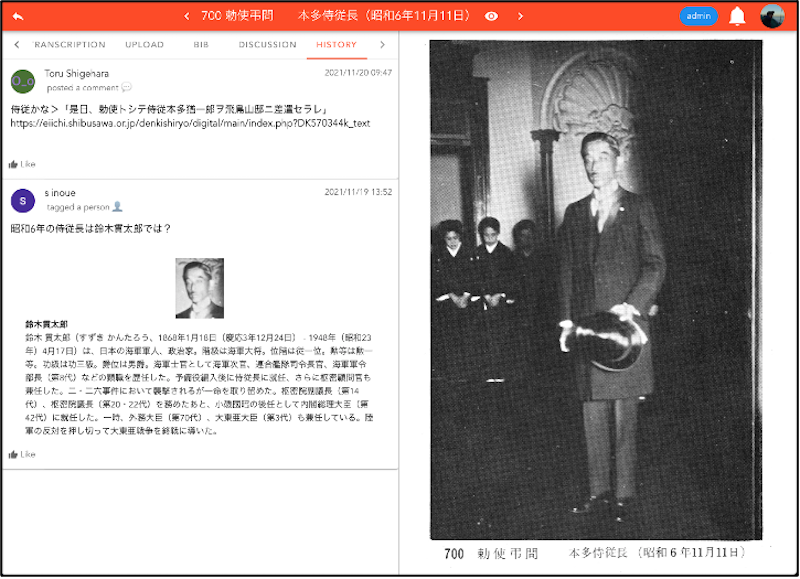 700 勅使弔問　　本多侍従長（昭和6年11月11日）
admin
RANSCRIPTION UPLOAD BIB DISCUSSION HISTORY
Toru Shigehara 2021/11/20 09:47
posted a comment
侍従かな＞「是日、勅使トシテ侍従本多猶一郎ヲ飛鳥山邸ニ差遣セラレ」
https://eiichi.shibusawa.or.jp/denkishiryo/digital/main/index.php?DK570344k_text
Like
s inoue 2021/11/19 13:52
tagged a person
昭和6年の侍従長は鈴木貫太郎では？
鈴木貫太郎
鈴木 貫太郎（すずき かんたろう、1868年1月18日（慶応3年12月24日） - 1948年（昭和23
年）4月17日）は、日本の海軍軍人、政治家。階級は海軍大将。位階は従一位。勲等は勲一
等。功級は功三級。爵位は男爵。海軍士官として海軍次官、連合艦隊司令長官、海軍軍令
部長（第8代）などの顕職を歴任した。予備役編入後に侍従長に就任、さらに枢密顧問官も
兼任した。二・二六事件において襲撃されるが一命を取り留めた。枢密院副議長（第14
代）、枢密院議長（第20・22代）を務めたあと、小磯國昭の後任として内閣総理大臣（第
42代）に就任した。一時、外務大臣（第70代）、大東亜大臣（第3代）も兼任している。陸
軍の反対を押し切って大東亜戦争を終戦に導いた。
Like
700 勅使弔問　　本多侍従長（昭和6年11月11日）